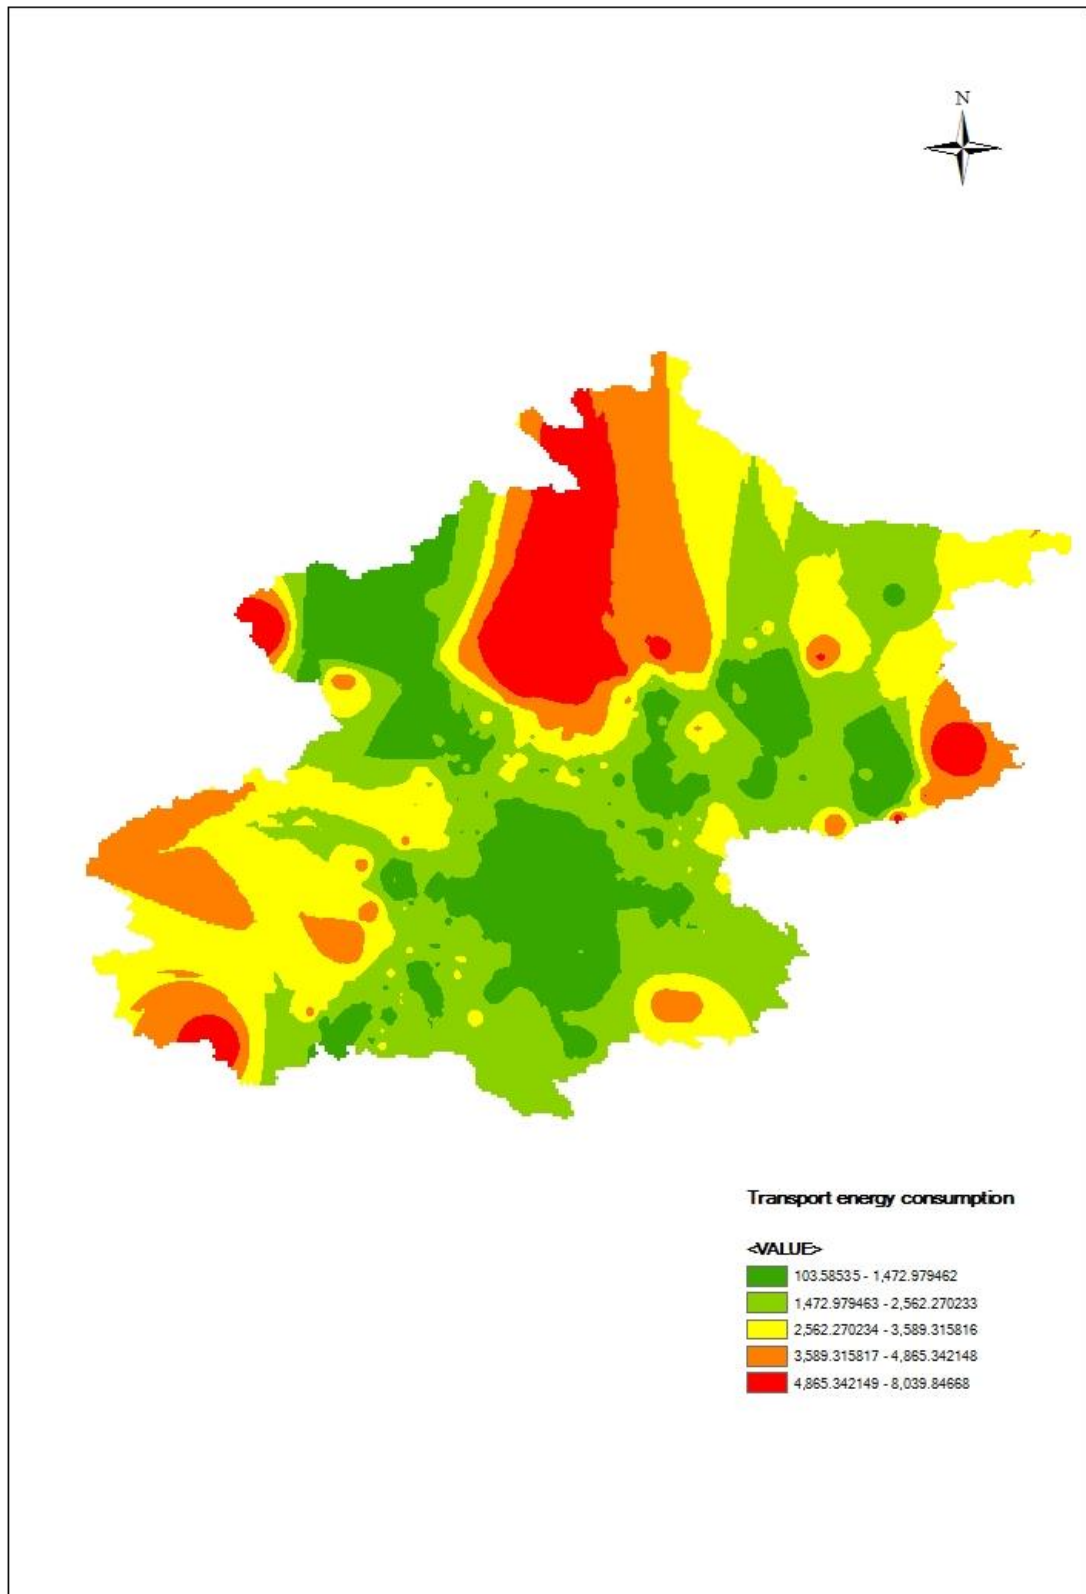 N
Transport energy consumption
<VALUE>
103.58535 - 1,472.979462
1,472.979463 - 2,562.270233
2,562.270234 - 3,589.315816
3,589.315817 - 4,865.342148
4,865.342149 - 8,039.84668